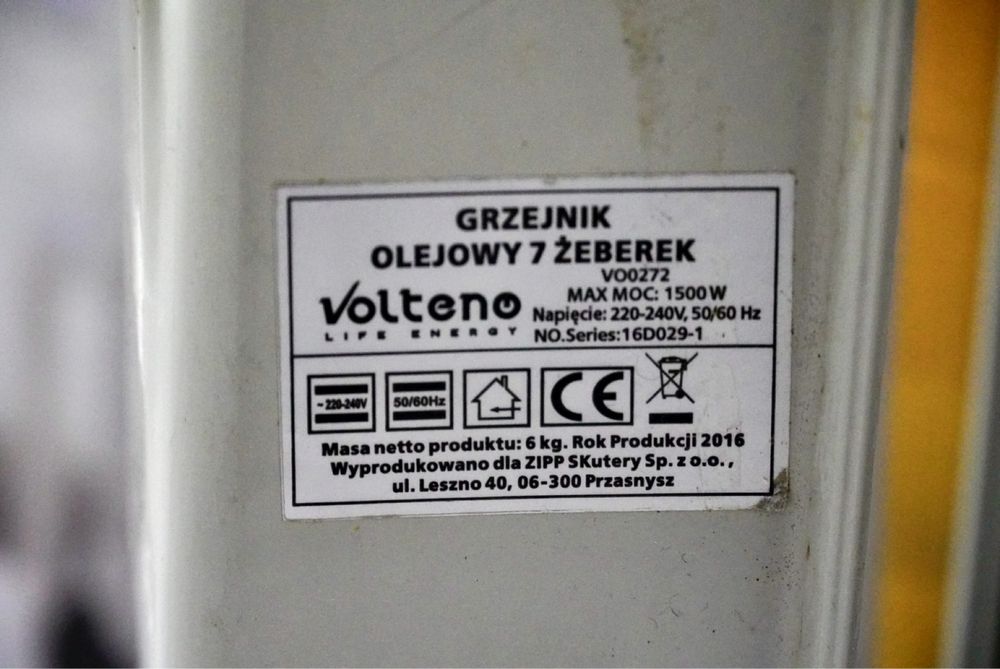 GRZEJNIK
OLEJOWY 7 ŻEBEREK
VO0272
Volteno
LIFE ENERGY
MAX MOC: 1500 W
Napięcie: 220-240V, 50/60 Hz
NO.Series:16D029-1
~220-240V
50/60Hz
CE
Masa netto produktu: 6 kg. Rok Produkcji 2016
Wyprodukowano dla ZIPP SKutery Sp. z o.o.,
ul. Leszno 40, 06-300 Przasnysz